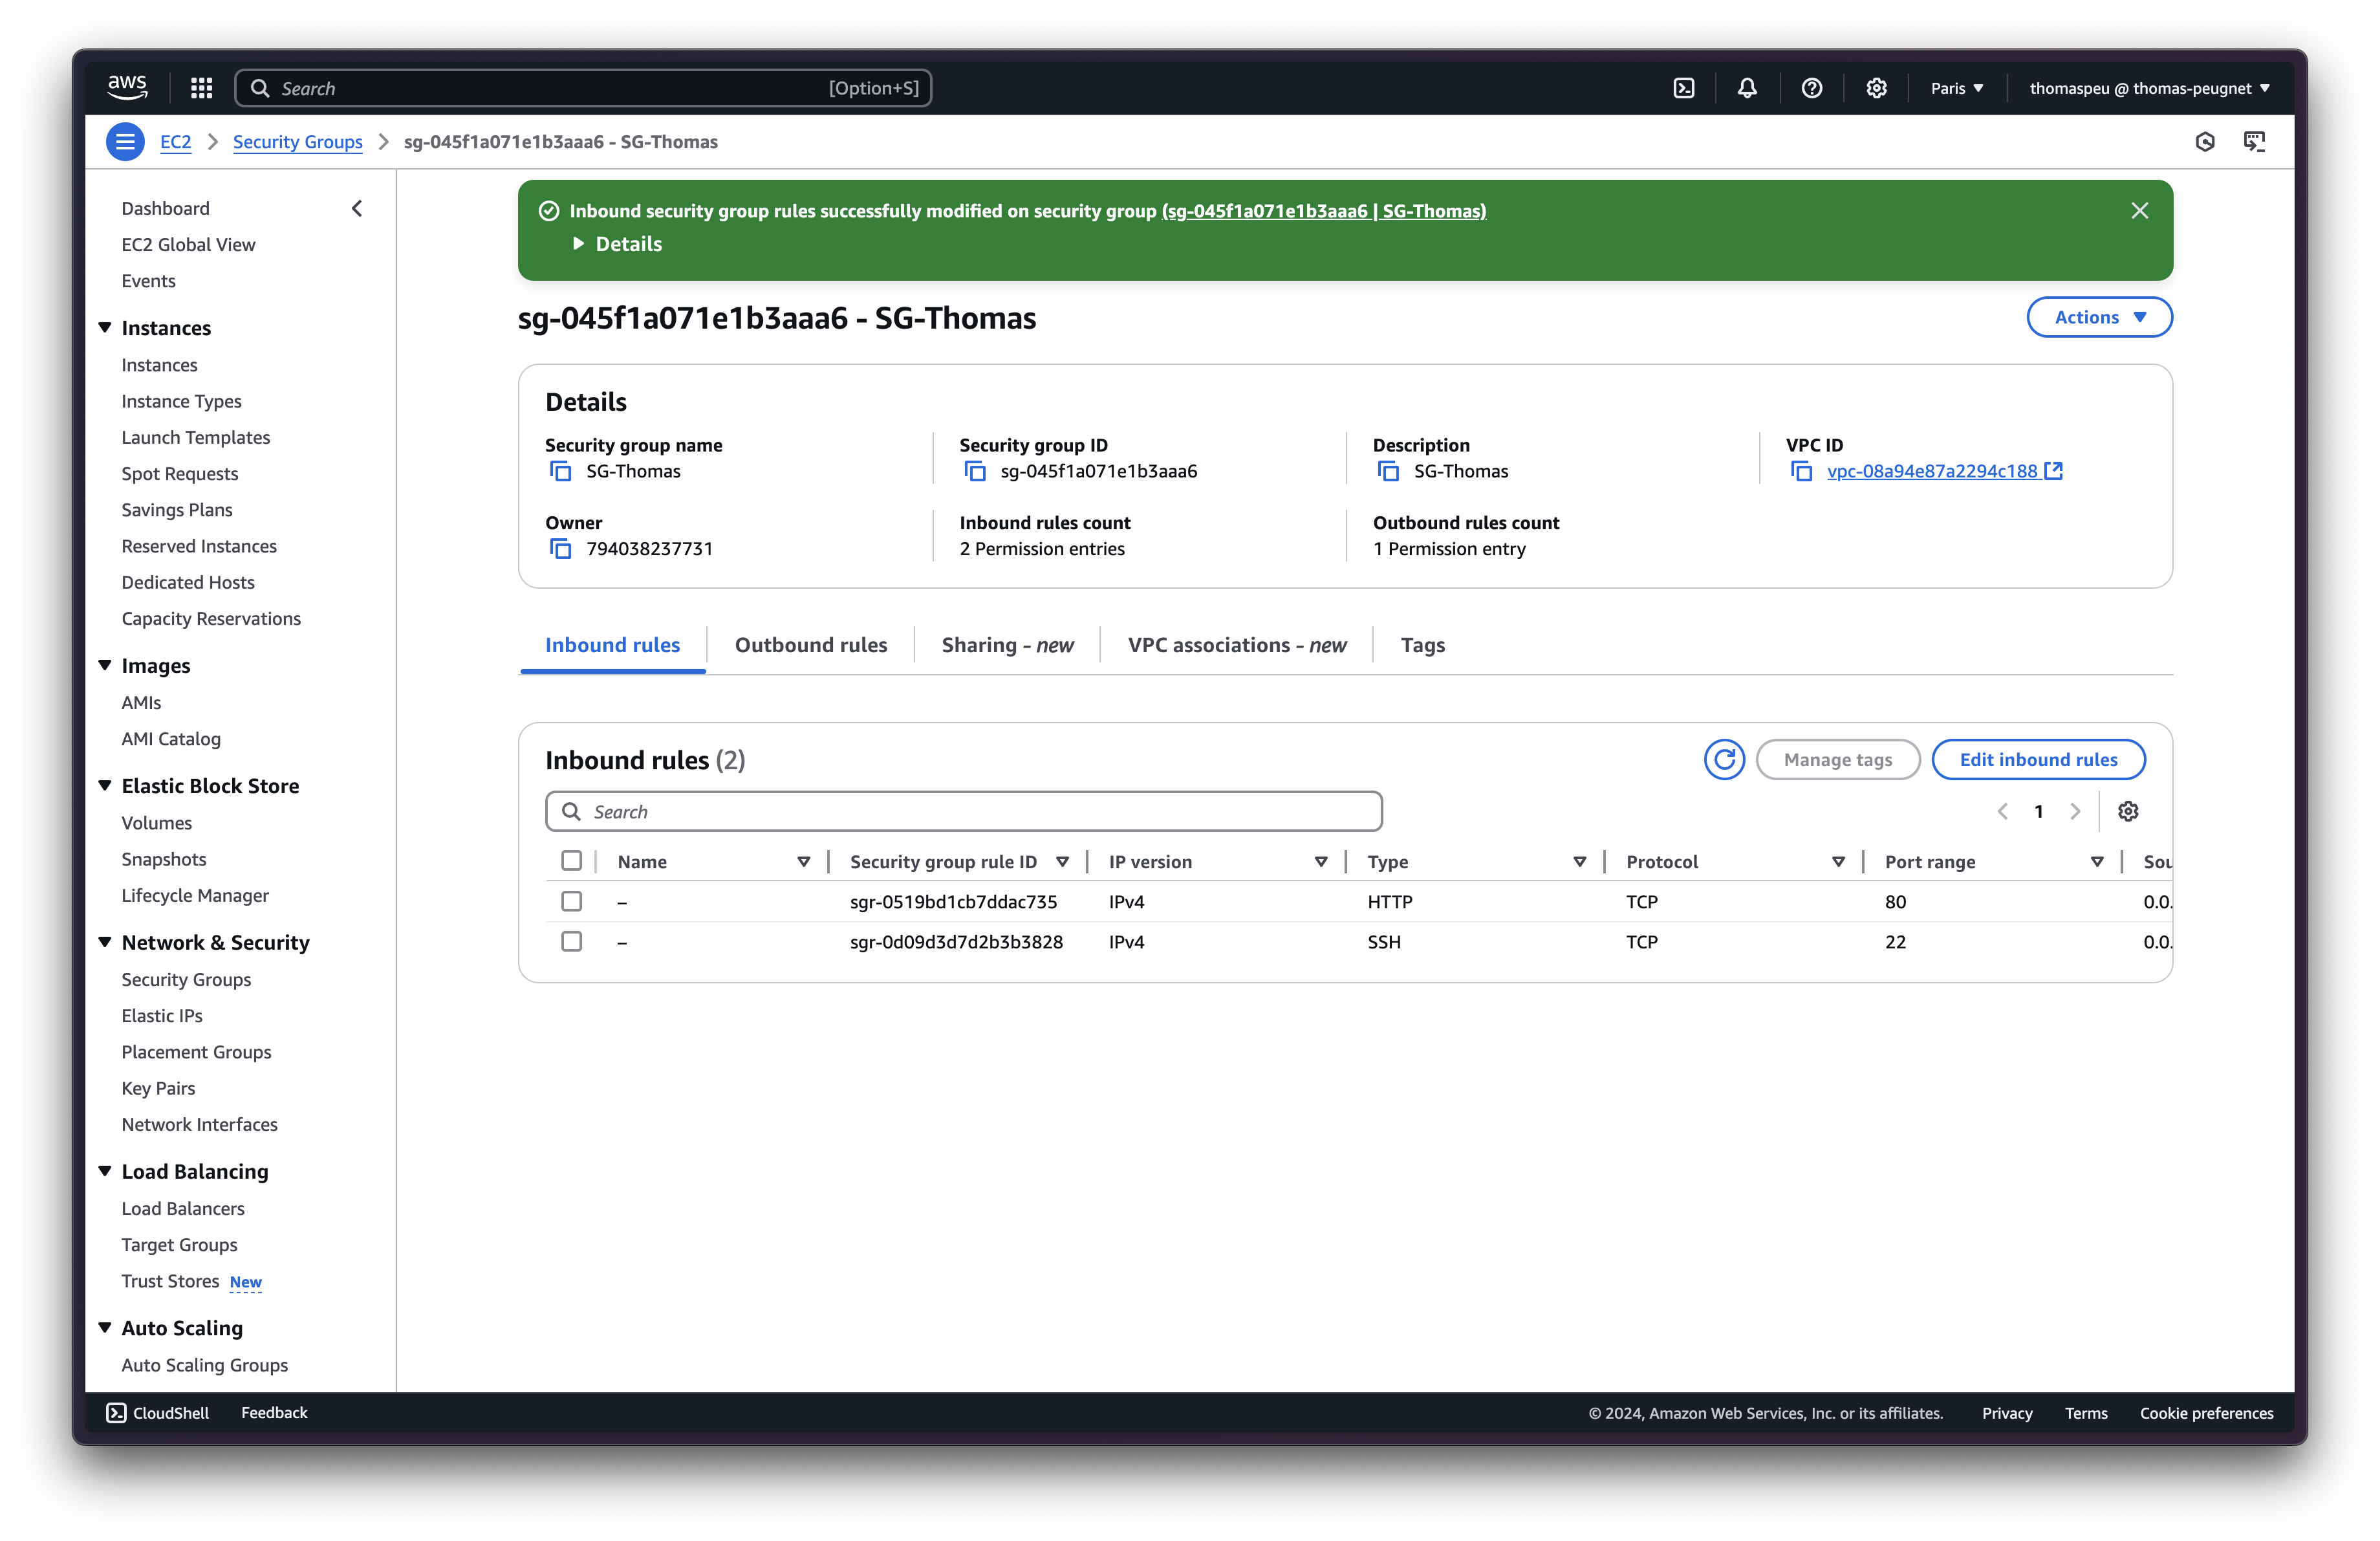 aws
Search [Option+S]
Paris thomaspeu @ thomas-peugnet
EC2 Security Groups sg-045f1a071e1b3aaa6 - SG-Thomas
Dashboard
EC2 Global View
Events
Instances
Instances
Instance Types
Launch Templates
Spot Requests
Savings Plans
Reserved Instances
Dedicated Hosts
Capacity Reservations
Images
AMIs
AMI Catalog
Elastic Block Store
Volumes
Snapshots
Lifecycle Manager
Network & Security
Security Groups
Elastic IPs
Placement Groups
Key Pairs
Network Interfaces
Load Balancing
Load Balancers
Target Groups
Trust Stores New
Auto Scaling
Auto Scaling Groups
Inbound security group rules successfully modified on security group (sg-045f1a071e1b3aaa6 | SG-Thomas)
Details
sg-045f1a071e1b3aaa6 - SG-Thomas
Actions
Details
Security group name Security group ID Description VPC ID
SG-Thomas sg-045f1a071e1b3aaa6 SG-Thomas vpc-08a94e87a2294c188
Owner Inbound rules count Outbound rules count
794038237731 2 Permission entries 1 Permission entry
Inbound rules Outbound rules Sharing - new VPC associations - new Tags
Inbound rules (2) Manage tags Edit inbound rules
Search 1
Name Security group rule ID IP version Type Protocol Port range Sou
– sgr-0519bd1cb7ddac735 IPv4 HTTP TCP 80 0.0.
– sgr-0d09d3d7d2b3b3828 IPv4 SSH TCP 22 0.0.
CloudShell Feedback © 2024, Amazon Web Services, Inc. or its affiliates. Privacy Terms Cookie preferences